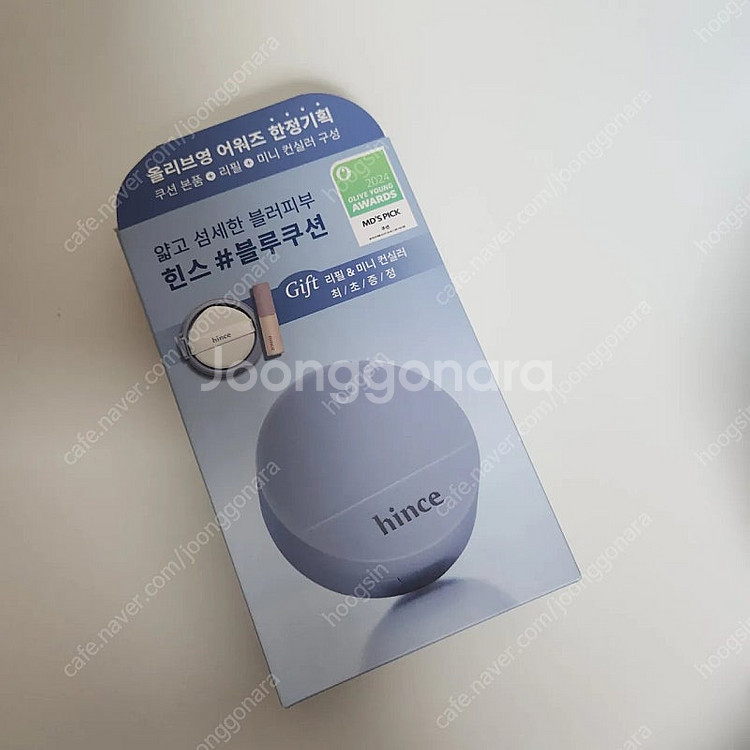 올리브영 어워즈 한정기획
쿠션 본품 + 리필 + 미니 컨실러 구성
얇고 섬세한 블러피부
힌스 #블루쿠션
2024
OLIVE YOUNG
AWARDS
MD'S PICK
쿠션
Gift 리필 & 미니 컨실러
최/초/증/정
hince
hince
Joonggonara
cafe.naver.com/joonggonara
hoogsin